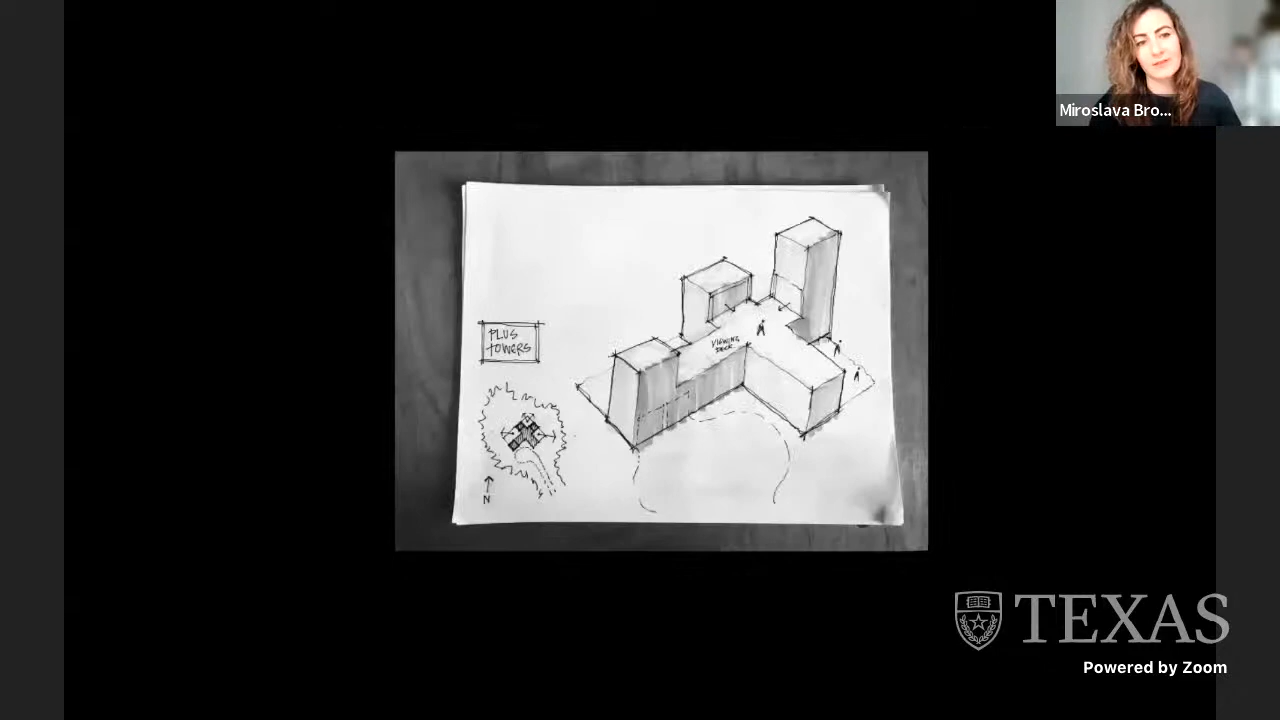 Miroslava Bro...
PLUS
TOWERS
VIEWING
DECK
N
TEXAS
Powered by Zoom